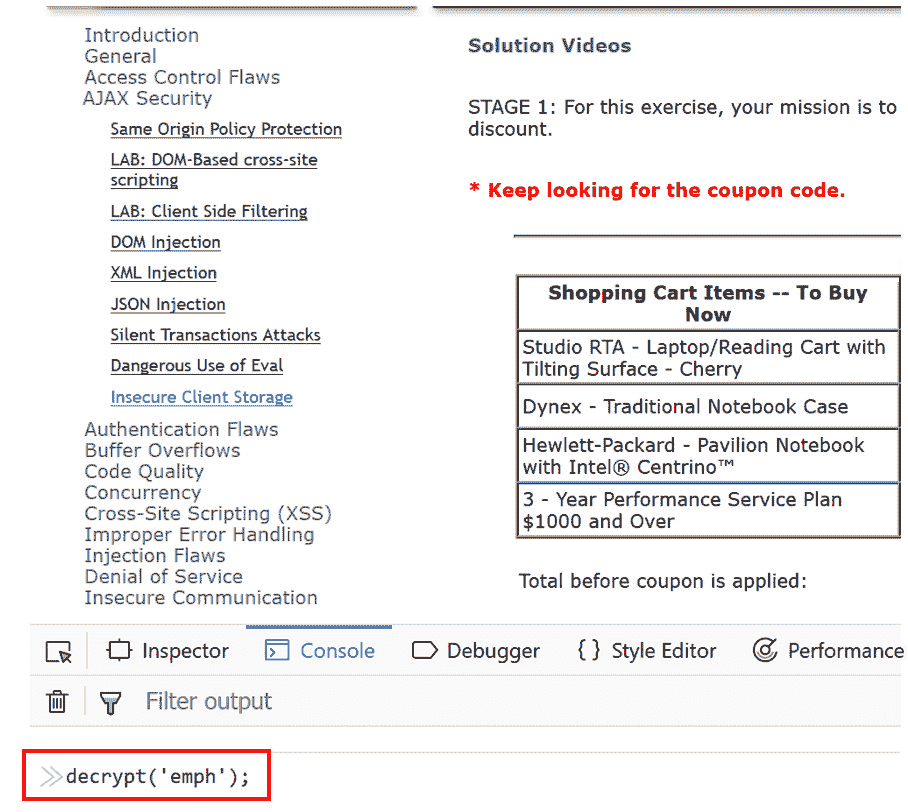 Introduction
General
Access Control Flaws
AJAX Security
Same Origin Policy Protection
LAB: DOM-Based cross-site
scripting
LAB: Client Side Filtering
DOM Injection
XML Injection
JSON Injection
Silent Transactions Attacks
Dangerous Use of Eval
Insecure Client Storage
Authentication Flaws
Buffer Overflows
Code Quality
Concurrency
Cross-Site Scripting (XSS)
Improper Error Handling
Injection Flaws
Denial of Service
Insecure Communication
Solution Videos
STAGE 1: For this exercise, your mission is to
discount.
* Keep looking for the coupon code.
Shopping Cart Items -- To Buy
Now
Studio RTA - Laptop/Reading Cart with
Tilting Surface - Cherry
Dynex - Traditional Notebook Case
Hewlett-Packard - Pavilion Notebook
with Intel® Centrino™
3 - Year Performance Service Plan
$1000 and Over
Total before coupon is applied:
Inspector Console Debugger {} Style Editor Performance
Filter output
>>decrypt('emph');